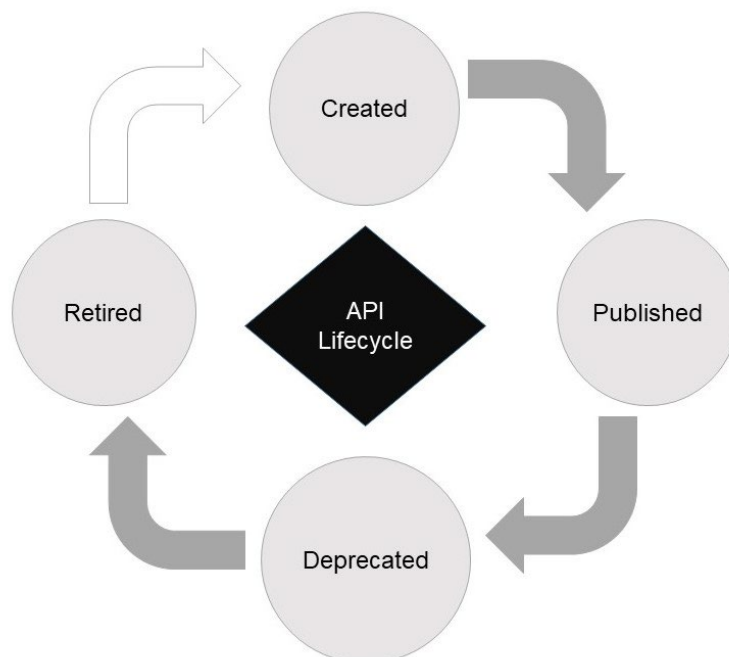 Created
Retired
API
Lifecycle
Published
Deprecated